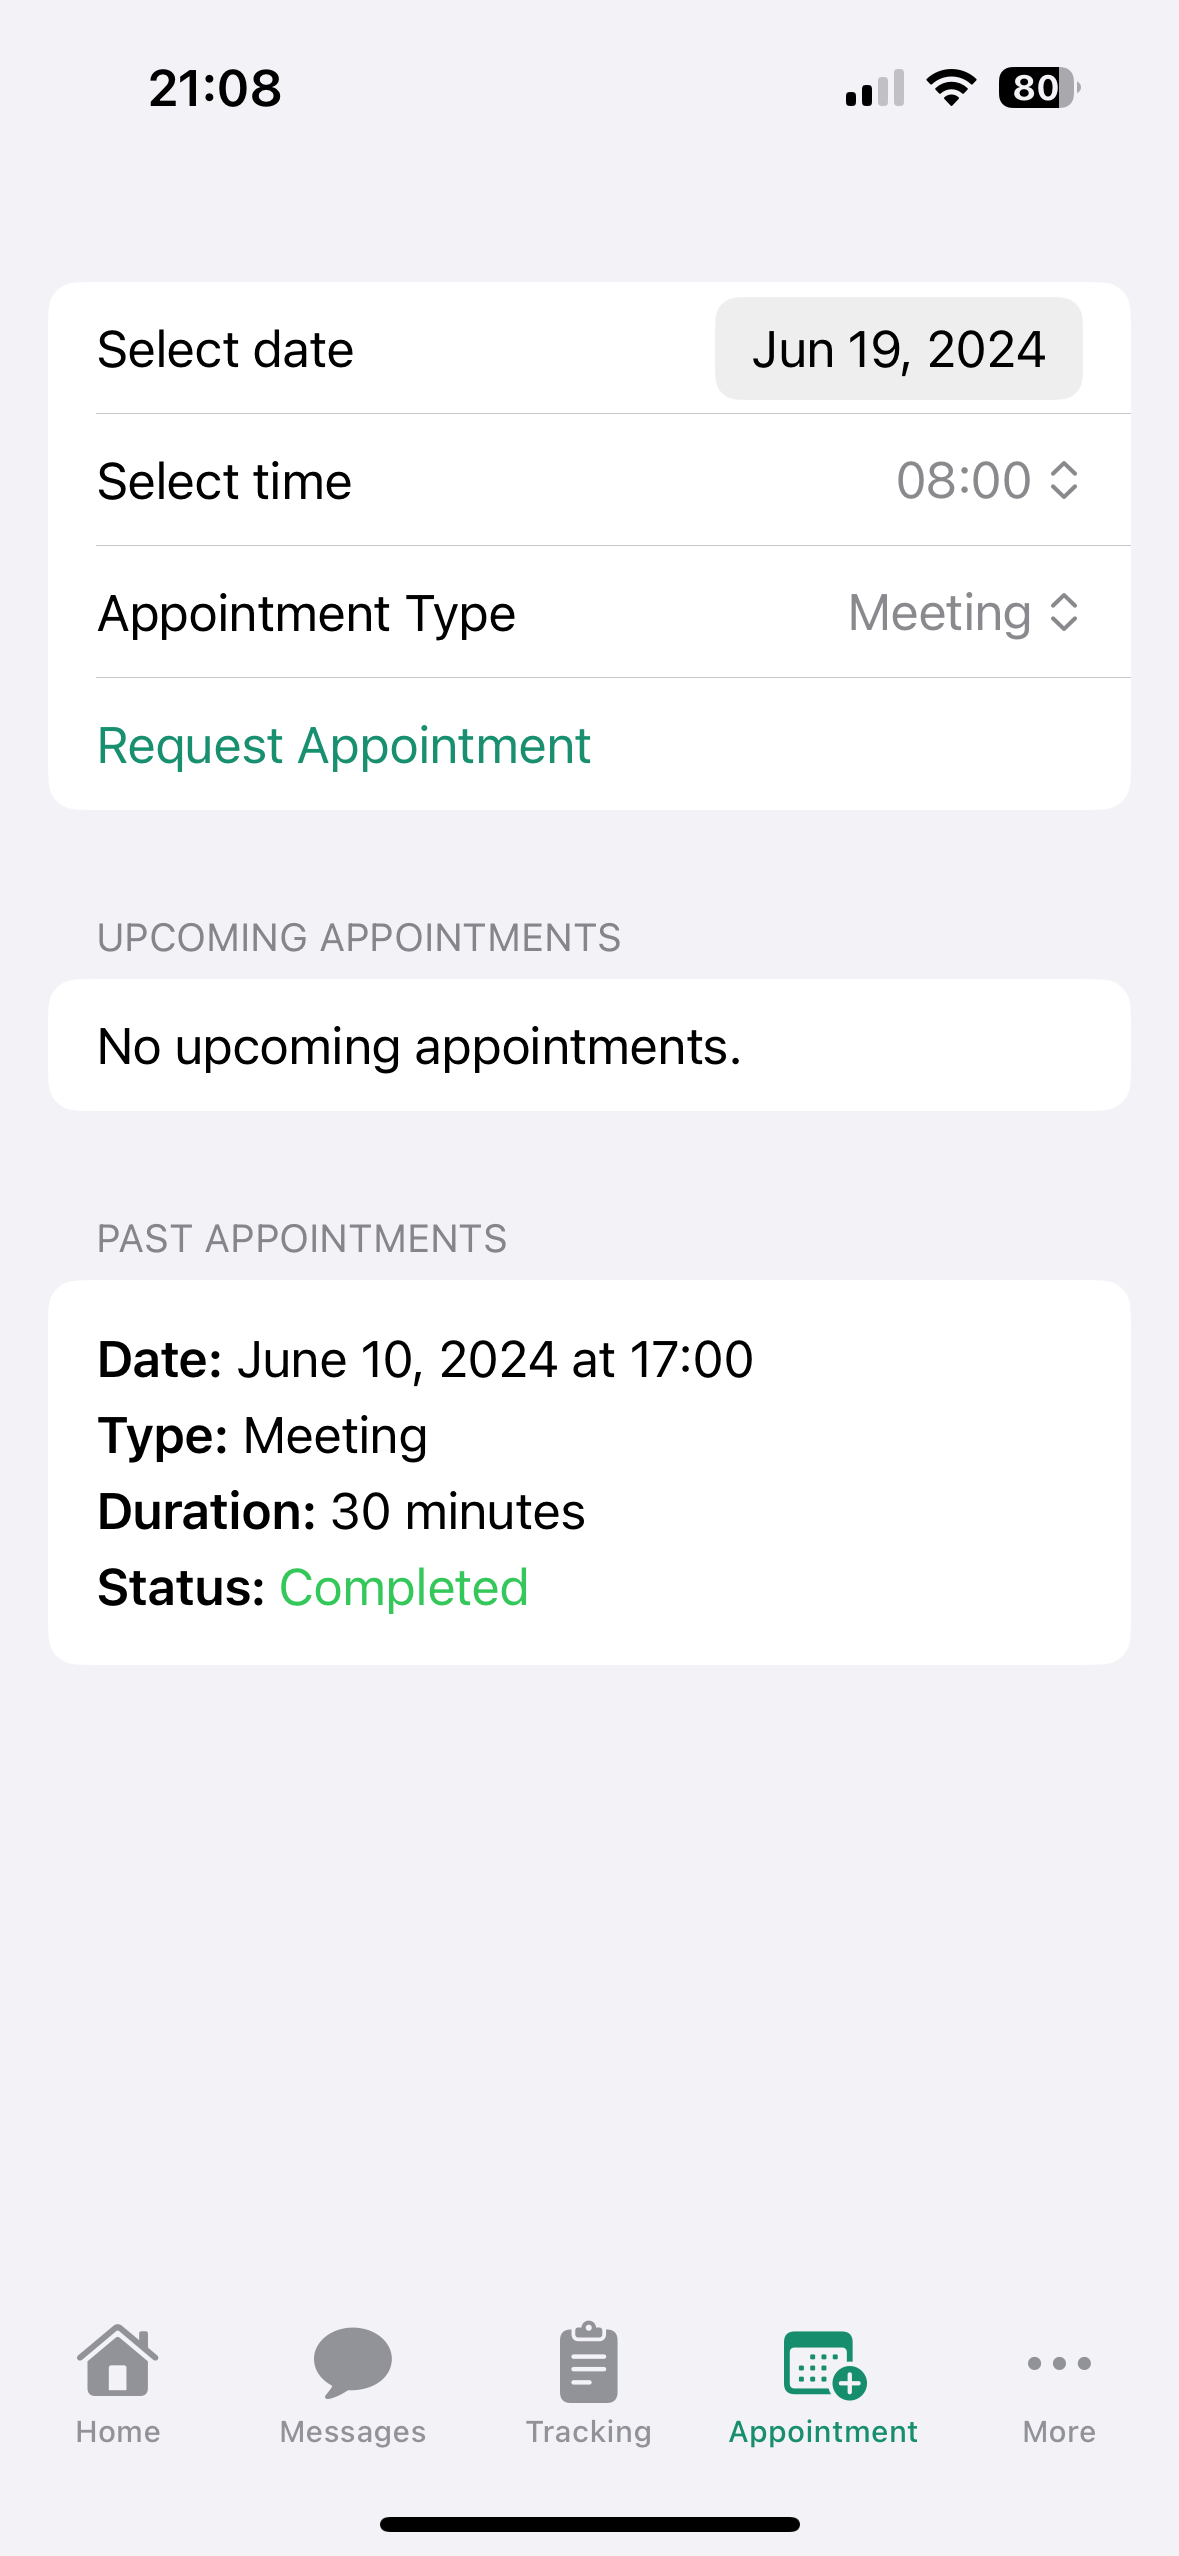 21:08
80
Select date Jun 19, 2024
Select time 08:00
Appointment Type Meeting
Request Appointment
UPCOMING APPOINTMENTS
No upcoming appointments.
PAST APPOINTMENTS
Date: June 10, 2024 at 17:00
Type: Meeting
Duration: 30 minutes
Status: Completed
Home Messages Tracking Appointment More